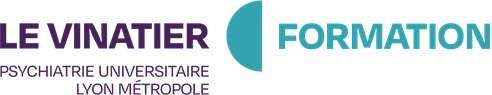 LE VINATIER FORMATION
PSYCHIATRIE UNIVERSITAIRE
LYON MÉTROPOLE